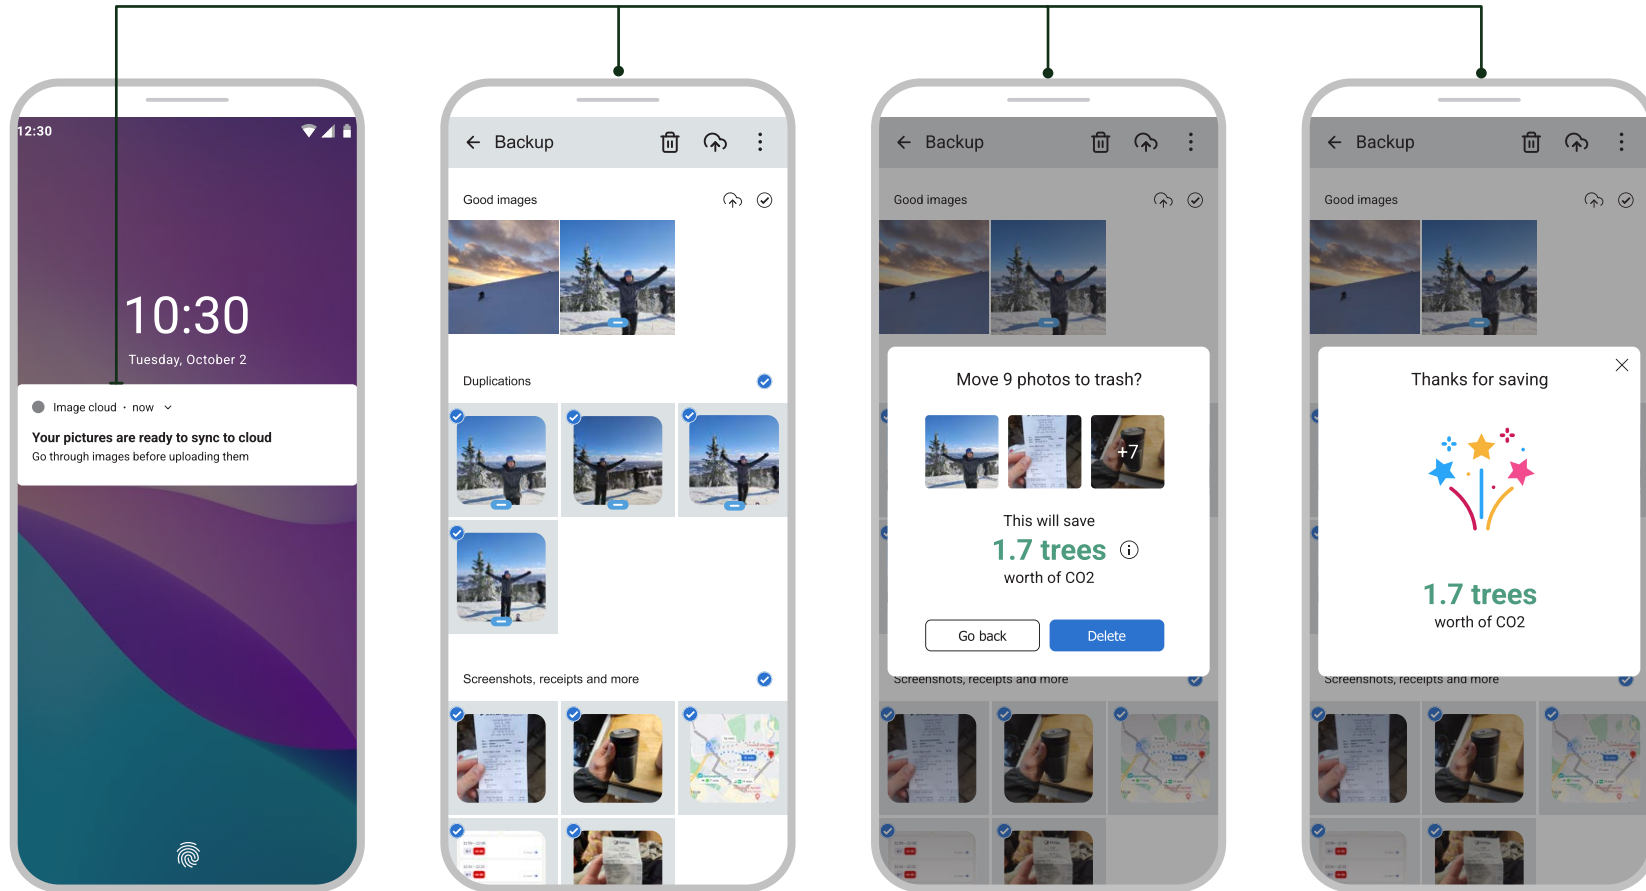 12:30
10:30
Tuesday, October 2
Image cloud · now
Your pictures are ready to sync to cloud
Go through images before uploading them
Backup
Good images
Duplications
Screenshots, receipts and more
Backup
Good images
Move 9 photos to trash?
+7
This will save
1.7 trees
worth of CO2
Go back
Delete
Screenshots, receipts and more
Backup
Good images
Thanks for saving
1.7 trees
worth of CO2
Screenshots, receipts and more